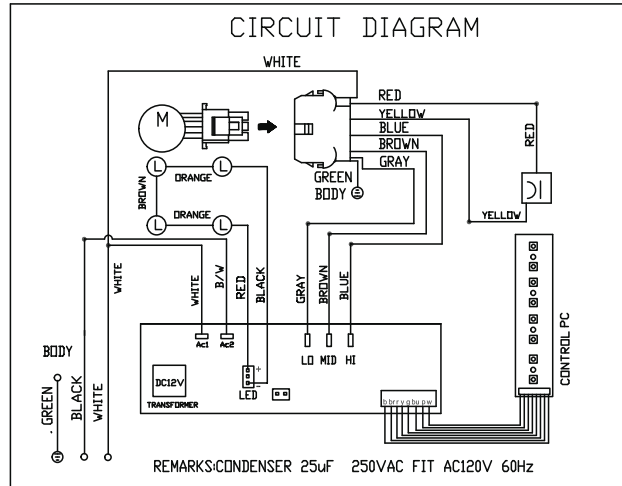 CIRCUIT DIAGRAM
WHITE
RED
M
YELLOW
BLUE
BROWN
GRAY
RED
L
ORANGE
L
GREEN
BODY
BROWN
ORANGE
L
L
YELLOW
WHITE
WHITE
B/W
RED
BLACK
GRAY
BROWN
BLUE
Ac1
Ac2
LO MID HI
CONTROL PC
BODY
DC12V
TRANSFORMER
+
-
LED
b b r r y g b u p w
. GREEN
BLACK
WHITE
REMARKS:CONDENSER 25uF 250VAC FIT AC120V 60Hz